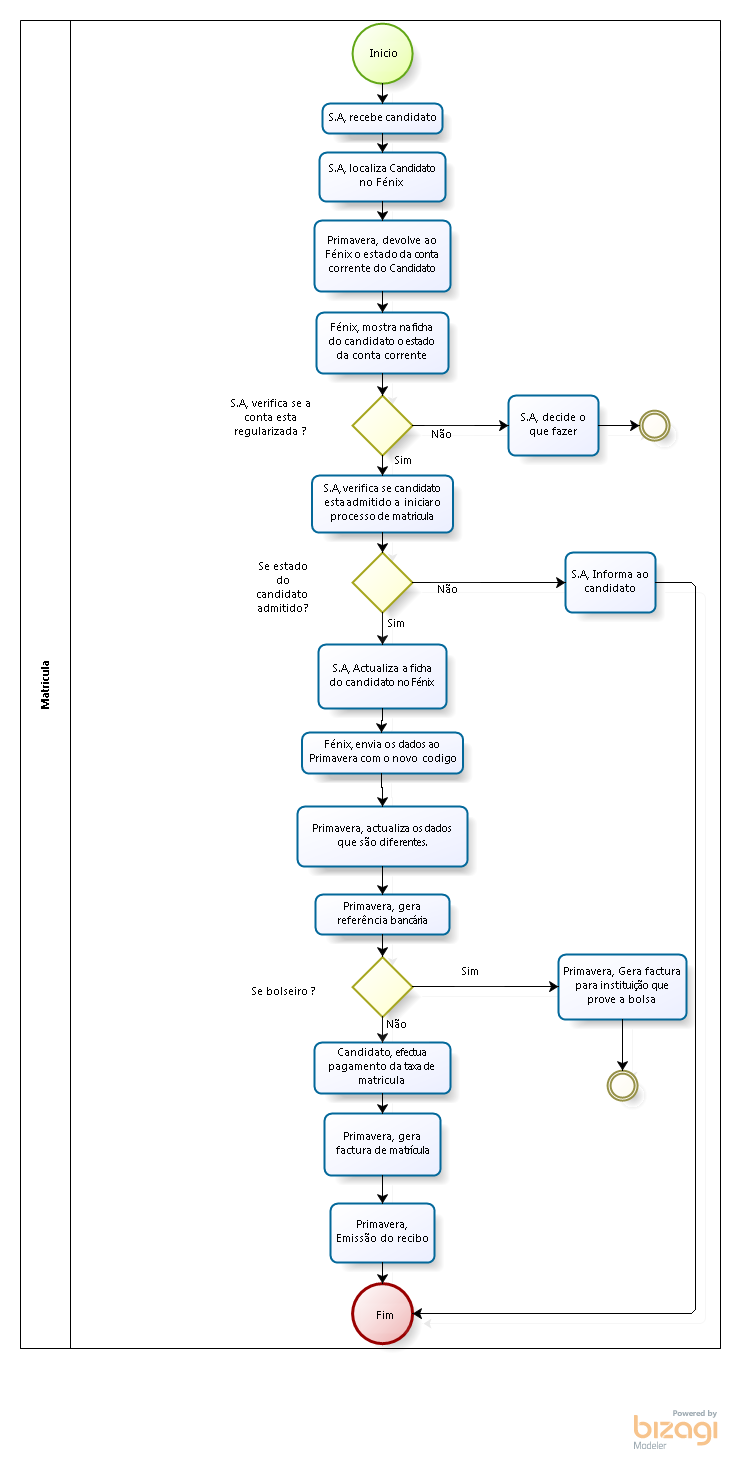 Inicio
S.A, recebe candidato
S.A, localiza Candidato
no Fénix
Primavera, devolve ao
Fénix o estado da conta
corrente do Candidato
Fénix, mostra na ficha
do candidato o estado
da conta corrente
S.A, verifica se a
conta esta
regularizada ?
Não
S.A, decide o
que fazer
Sim
S.A, verifica se candidato
esta admitido a iniciar o
processo de matricula
Se estado
do
candidato
admitido?
Não
S.A, Informa ao
candidato
Sim
S.A, Actualiza a ficha
do candidato no Fénix
Matricula
Fénix, envia os dados ao
Primavera com o novo codigo
Primavera, actualiza os dados
que são diferentes.
Primavera, gera
referência bancária
Se bolseiro ?
Sim
Primavera, Gera factura
para instituição que
prove a bolsa
Não
Candidato, efectua
pagamento da taxa de
matricula
Primavera, gera
factura de matrícula
Primavera,
Emissão do recibo
Fim
Powered by
bizagi
Modeler